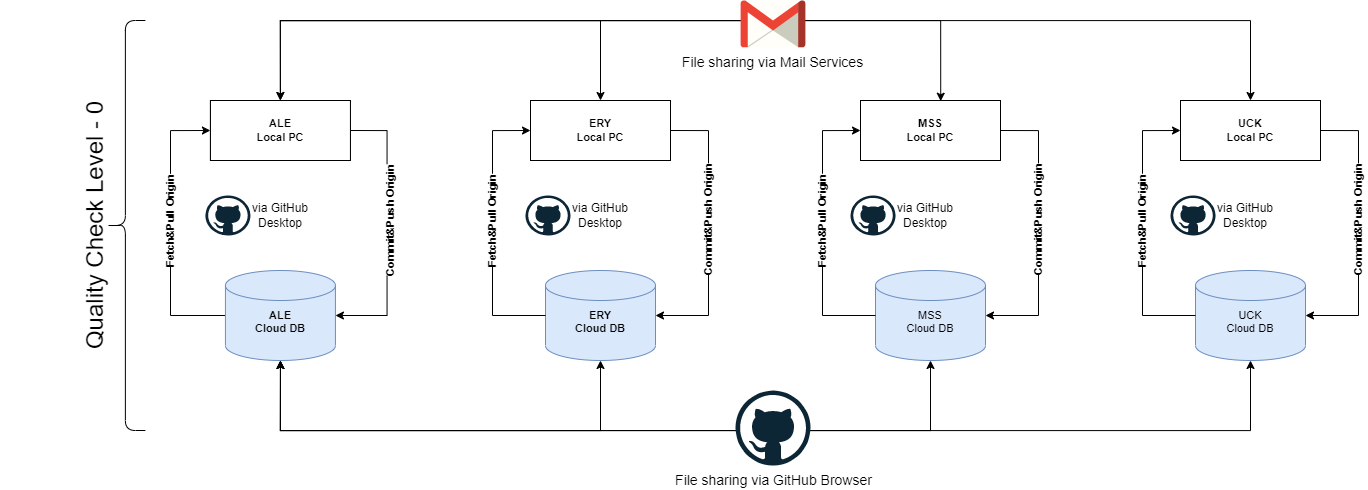 File sharing via Mail Services
Quality Check Level - 0
ALE
Local PC
ERY
Local PC
MSS
Local PC
UCK
Local PC
Fetch&Pull Origin
via GitHub
Desktop
Commit&Push Origin
Fetch&Pull Origin
via GitHub
Desktop
Commit&Push Origin
Fetch&Pull Origin
via GitHub
Desktop
Commit&Push Origin
Fetch&Pull Origin
via GitHub
Desktop
Commit&Push Origin
ALE
Cloud DB
ERY
Cloud DB
MSS
Cloud DB
UCK
Cloud DB
File sharing via GitHub Browser